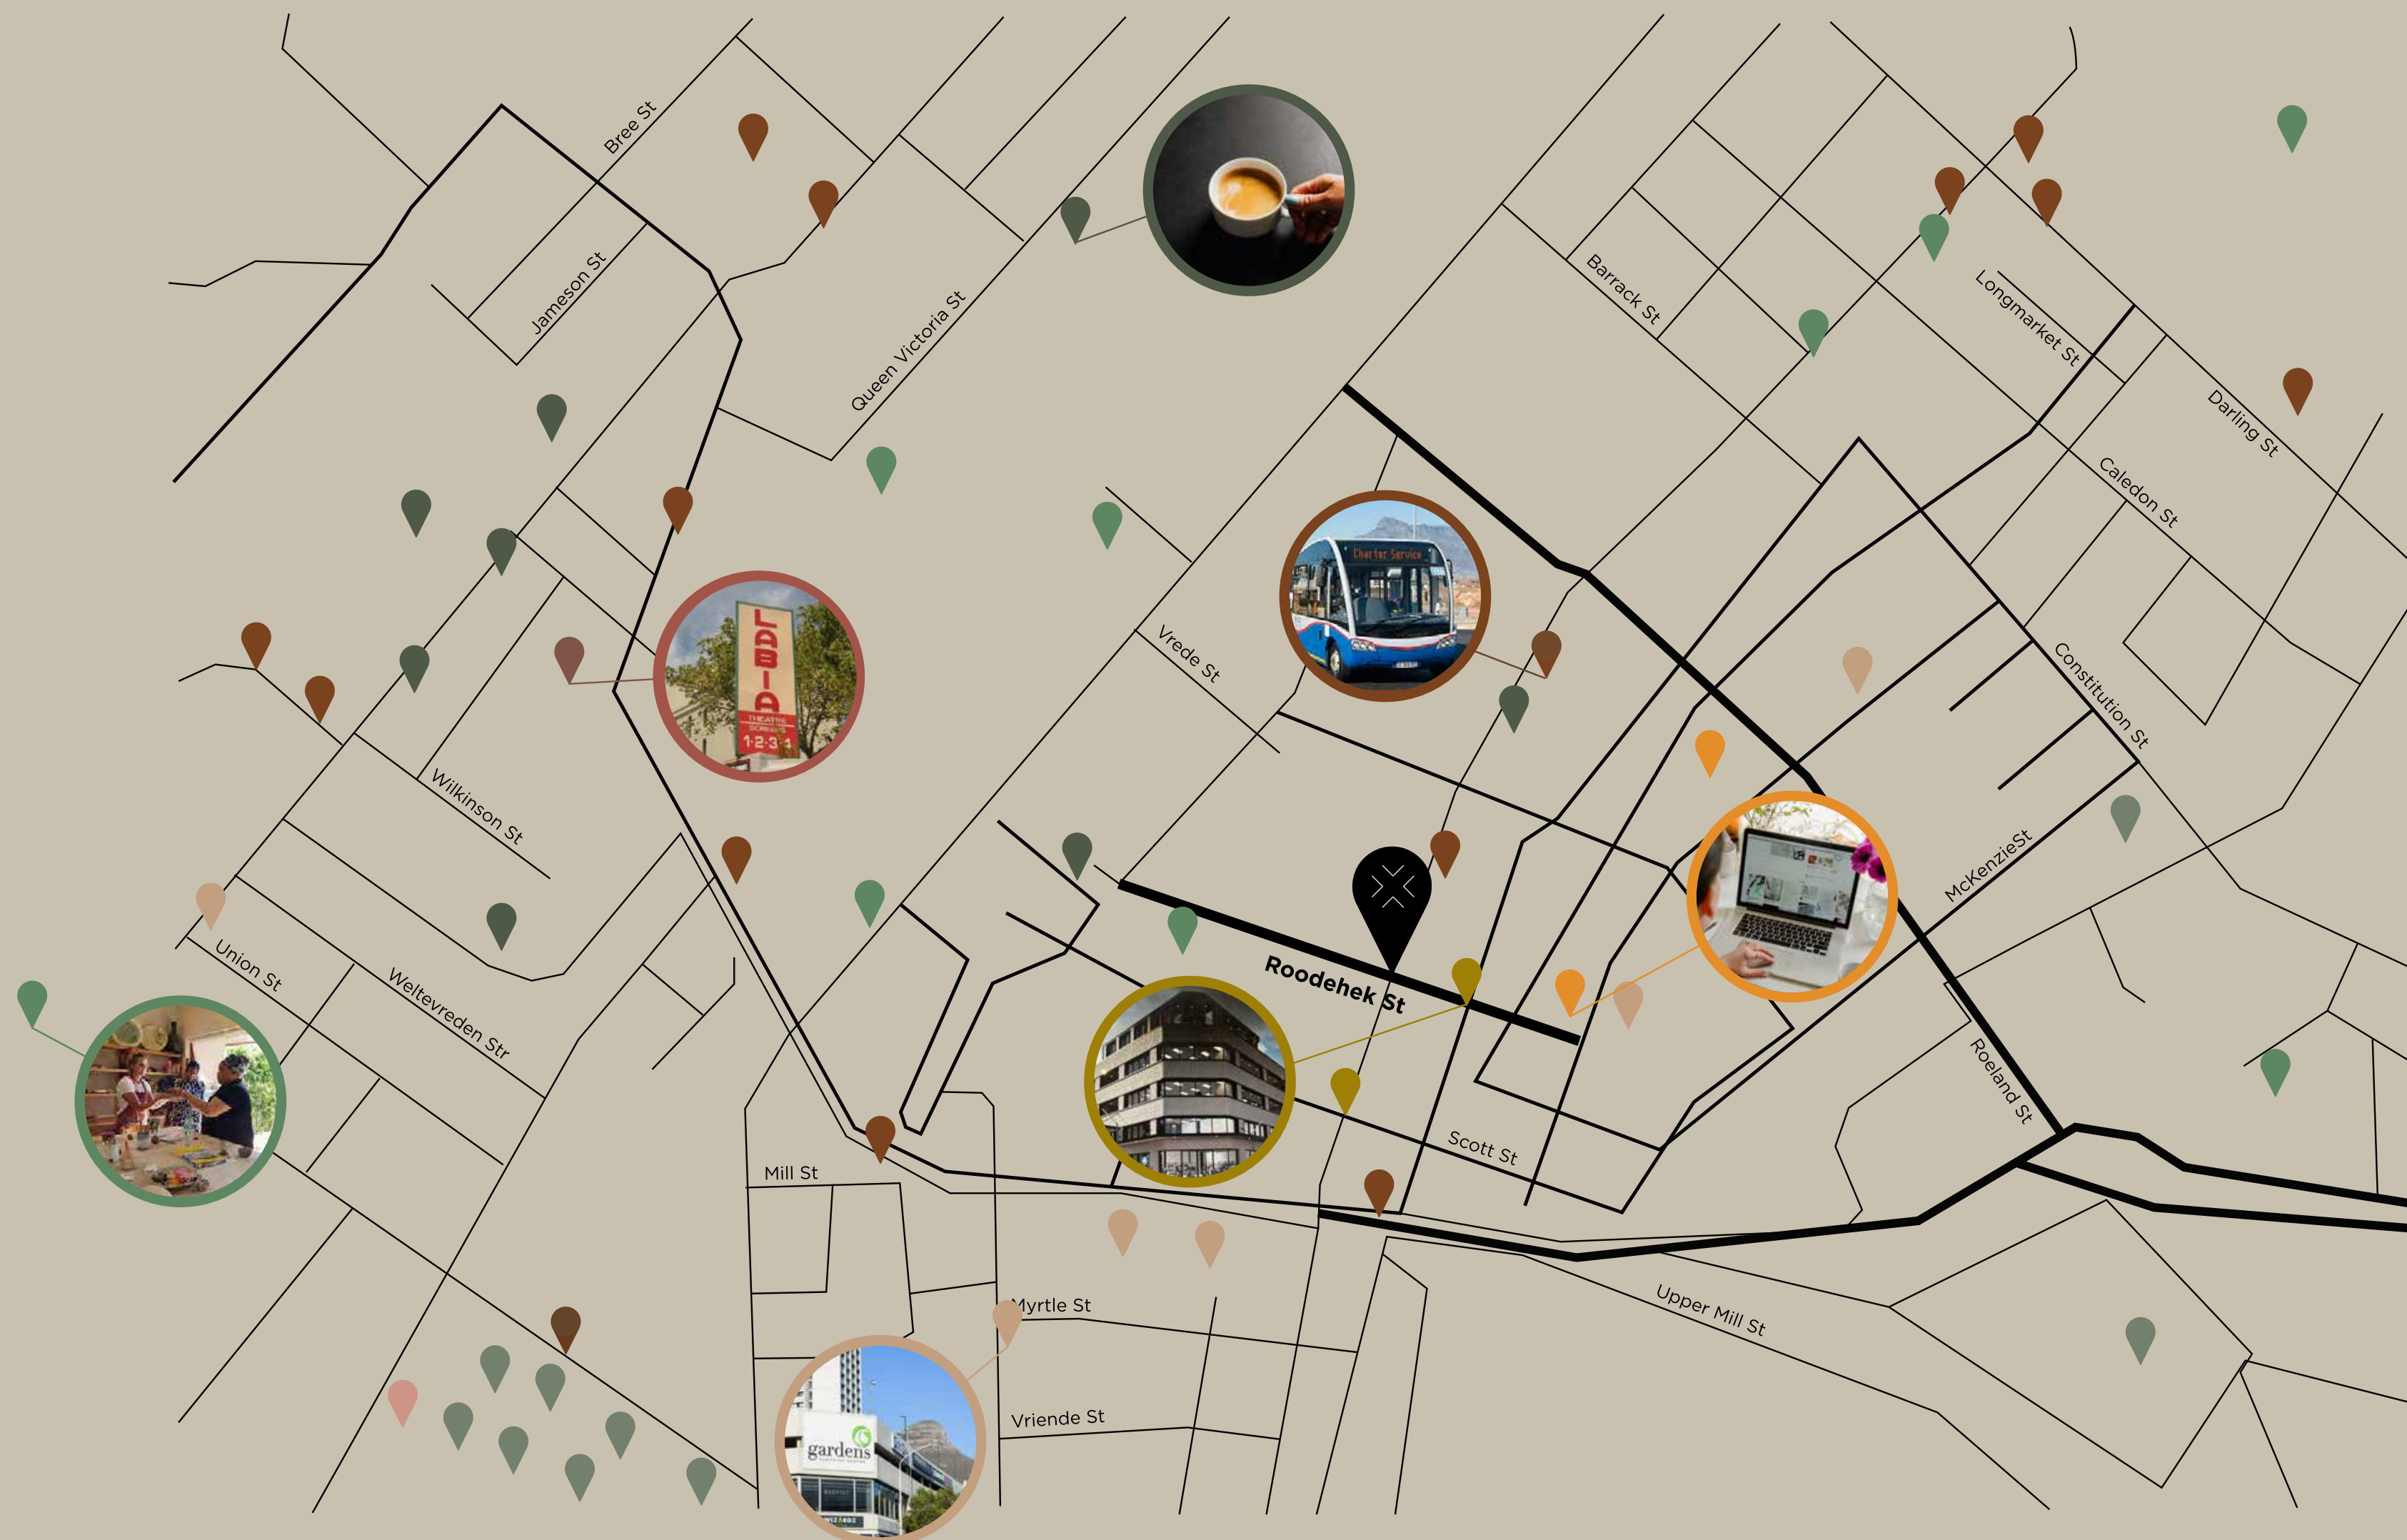 Bree St
Jameson St
Queen Victoria St
Barrack St
Longmarket St
Darling St
Caledon St
Charter Service
LABIA
THEATRE
SCREENS
1-2-3-4
Vrede St
Constitution St
Wilkinson St
McKenzieSt
Union St
Weltevreden Str
Roodehek St
Roeland St
Scott St
Mill St
Myrtle St
Upper Mill St
Vriende St
gardens